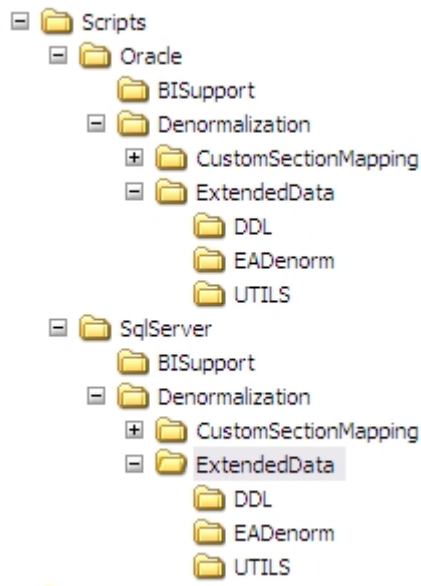 Scripts
Oracle
BISupport
Denormalization
CustomSectionMapping
ExtendedData
DDL
EADenorm
UTILS
SqlServer
BISupport
Denormalization
CustomSectionMapping
ExtendedData
DDL
EADenorm
UTILS